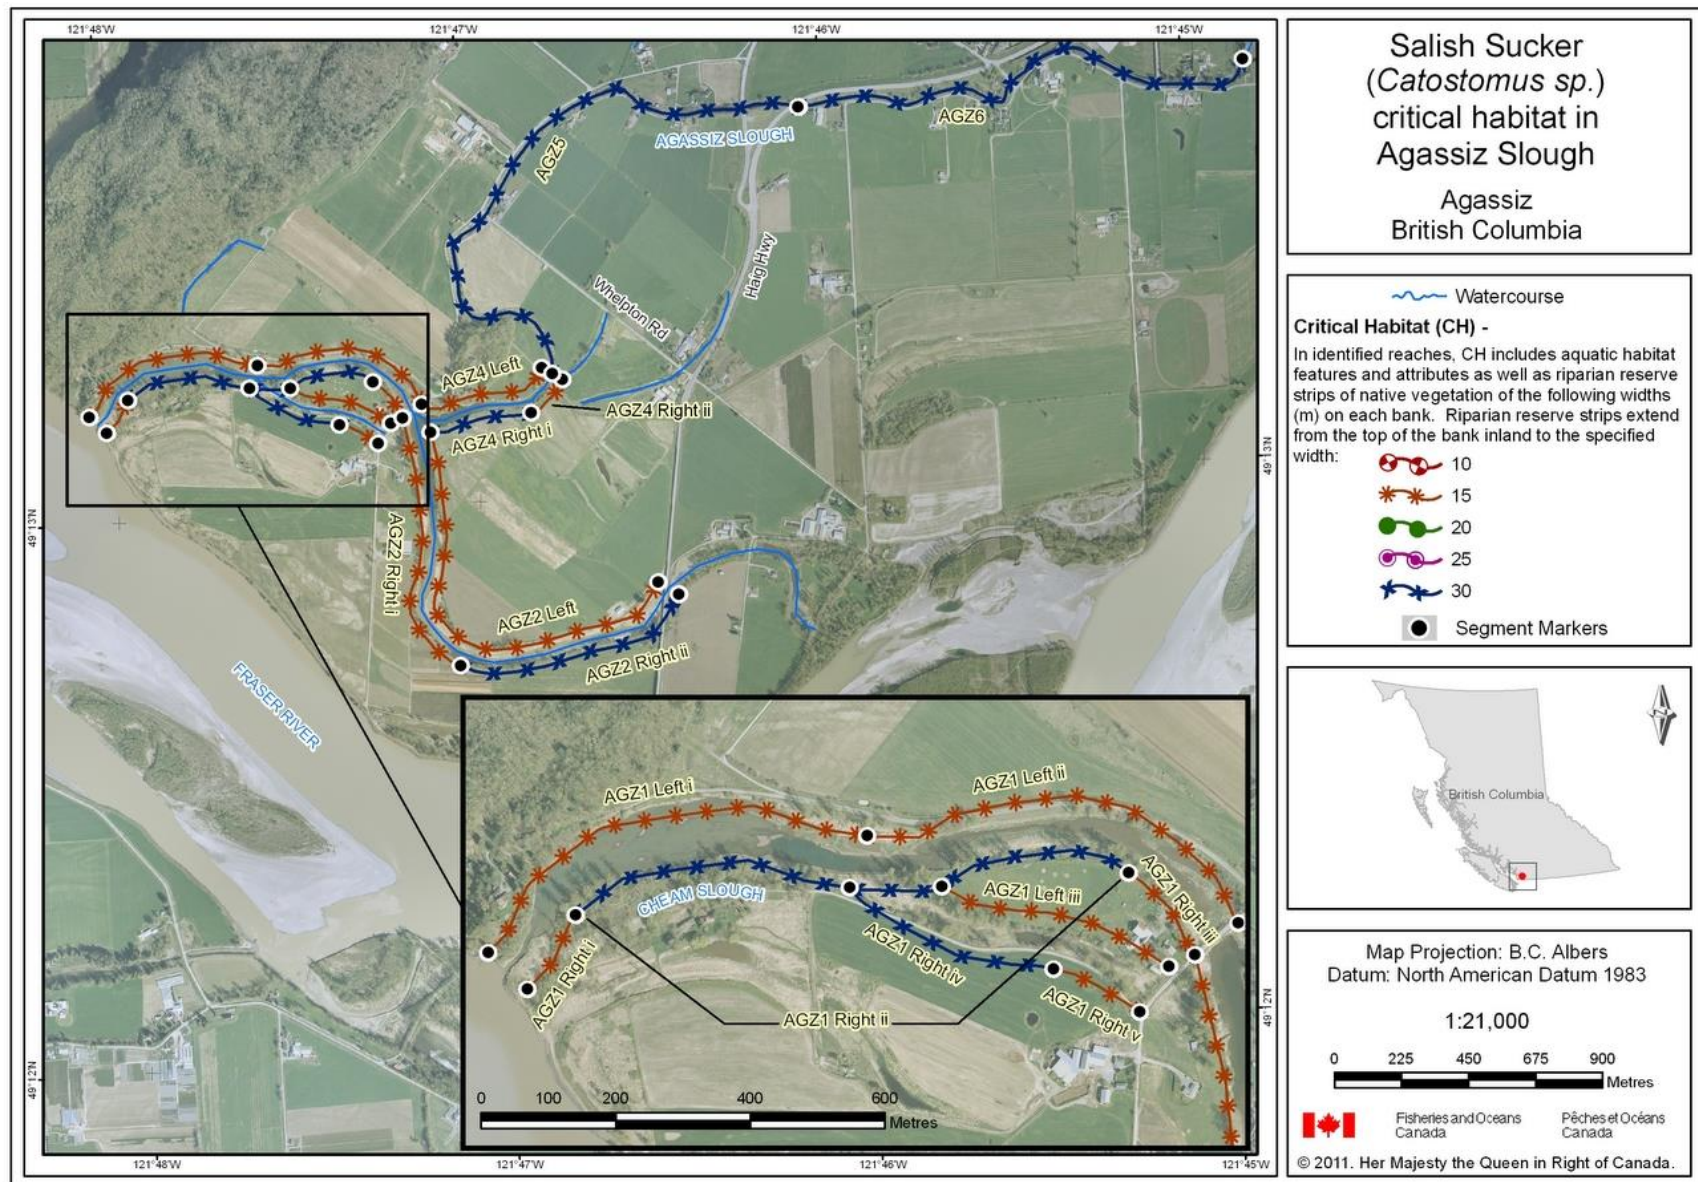 121°48'W
121°47'W
121°46'W
121°45'W
Salish Sucker
(Catostomus sp.)
critical habitat in
Agassiz Slough
Agassiz
British Columbia
AGZ6
AGASSIZ SLOUGH
AGZ5
Haig Hwy
Whelpton Rd
AGZ4 Left
AGZ4 Right ii
AGZ4 Right i
AGZ2 Right i
AGZ2 Left
AGZ2 Right ii
FRASER RIVER
49°13'N
49°13'N
49°12'N
49°12'N
Watercourse
Critical Habitat (CH) -
In identified reaches, CH includes aquatic habitat
features and attributes as well as riparian reserve
strips of native vegetation of the following widths
(m) on each bank. Riparian reserve strips extend
from the top of the bank inland to the specified
width:
10
15
20
25
30
Segment Markers
AGZ1 Left i
AGZ1 Left ii
AGZ1 Left iii
AGZ1 Right iii
CHEAM SLOUGH
AGZ1 Right i
AGZ1 Right iv
AGZ1 Right v
AGZ1 Right ii
0 200 400 600
Metres
British Columbia
Map Projection: B.C. Albers
Datum: North American Datum 1983
1:21,000
0 225 450 675 900
Metres
Fisheries and Oceans
Canada
Pêches et Océans
Canada
© 2011. Her Majesty the Queen in Right of Canada.
121°48'W
121°47'W
121°46'W
121°45'W